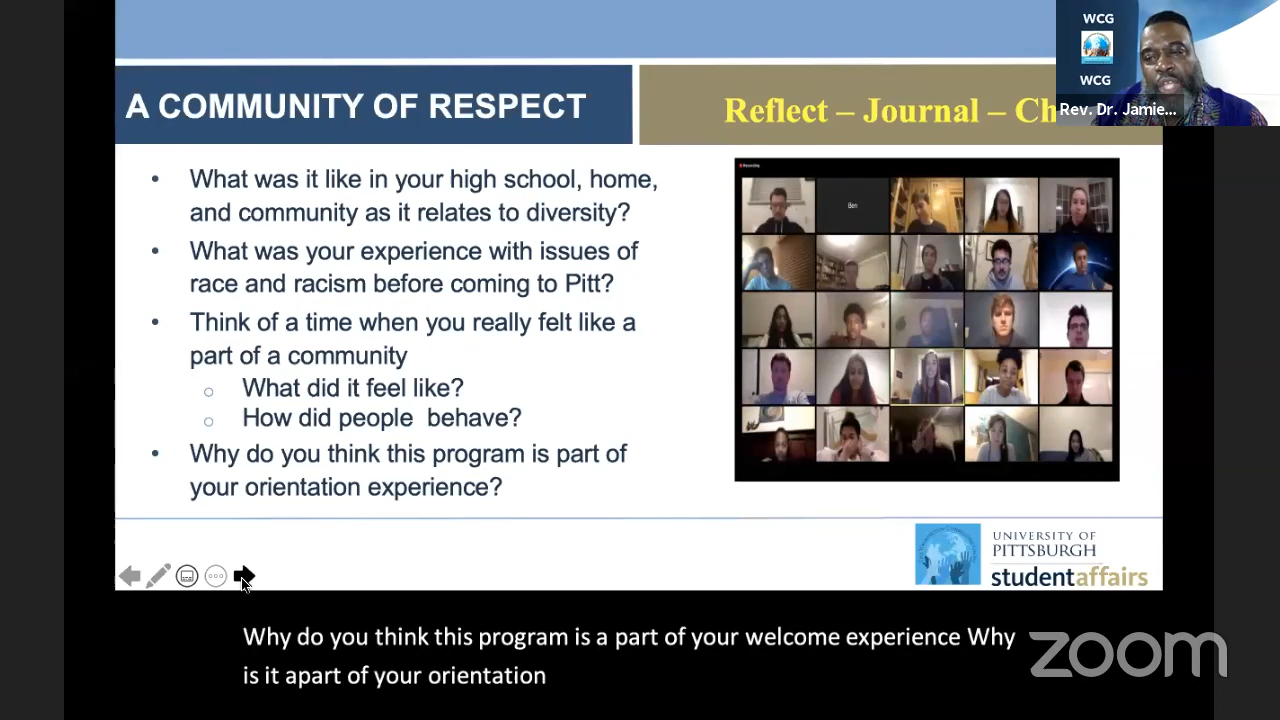 WCG
WCG
Rev. Dr. Jamie...
A COMMUNITY OF RESPECT
Reflect – Journal – Ch
• What was it like in your high school, home,
and community as it relates to diversity?
• What was your experience with issues of
race and racism before coming to Pitt?
• Think of a time when you really felt like a
part of a community
○ What did it feel like?
○ How did people behave?
• Why do you think this program is part of
your orientation experience?
Ben
UNIVERSITY OF
PITTSBURGH
studentaffairs
Why do you think this program is a part of your welcome experience Why
is it apart of your orientation
zoom